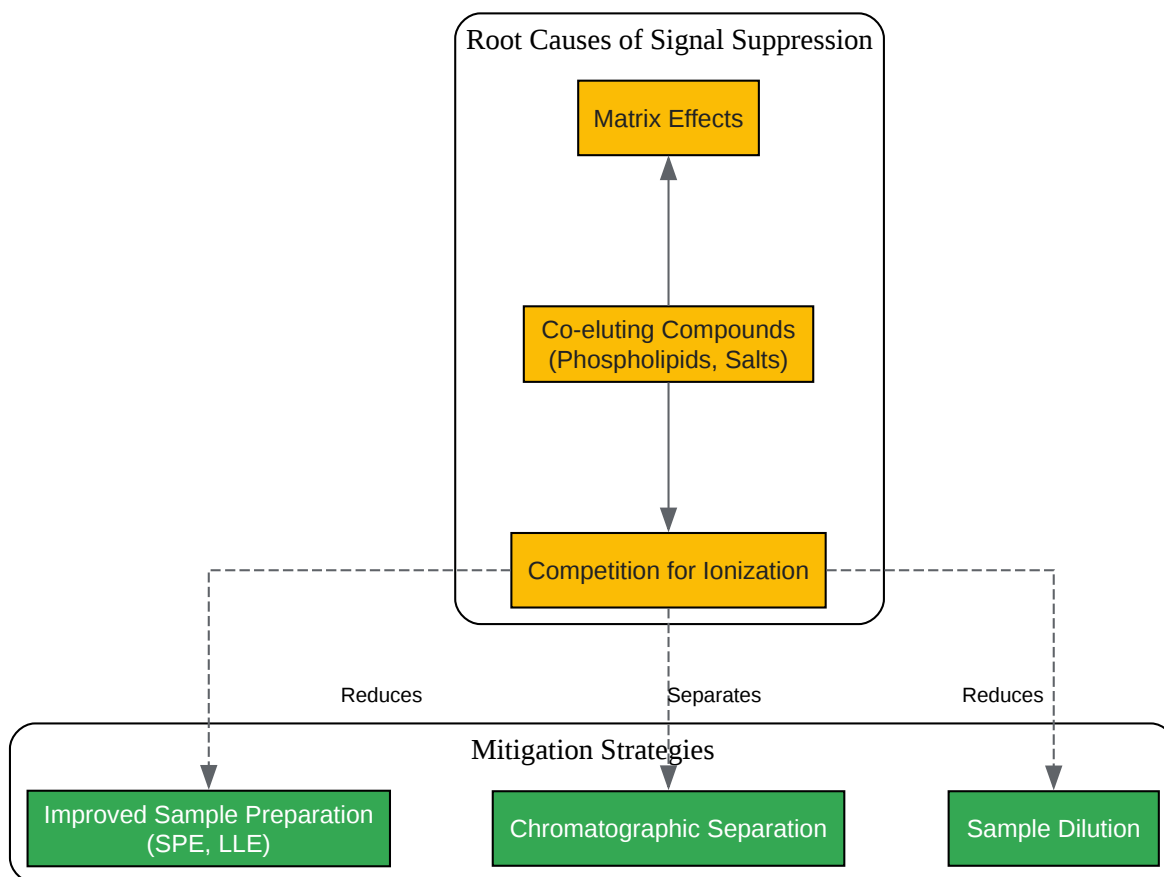 Root Causes of Signal Suppression
Matrix Effects
Co-eluting Compounds
(Phospholipids, Salts)
Competition for Ionization
Reduces
Separates
Reduces
Mitigation Strategies
Improved Sample Preparation
(SPE, LLE)
Chromatographic Separation
Sample Dilution